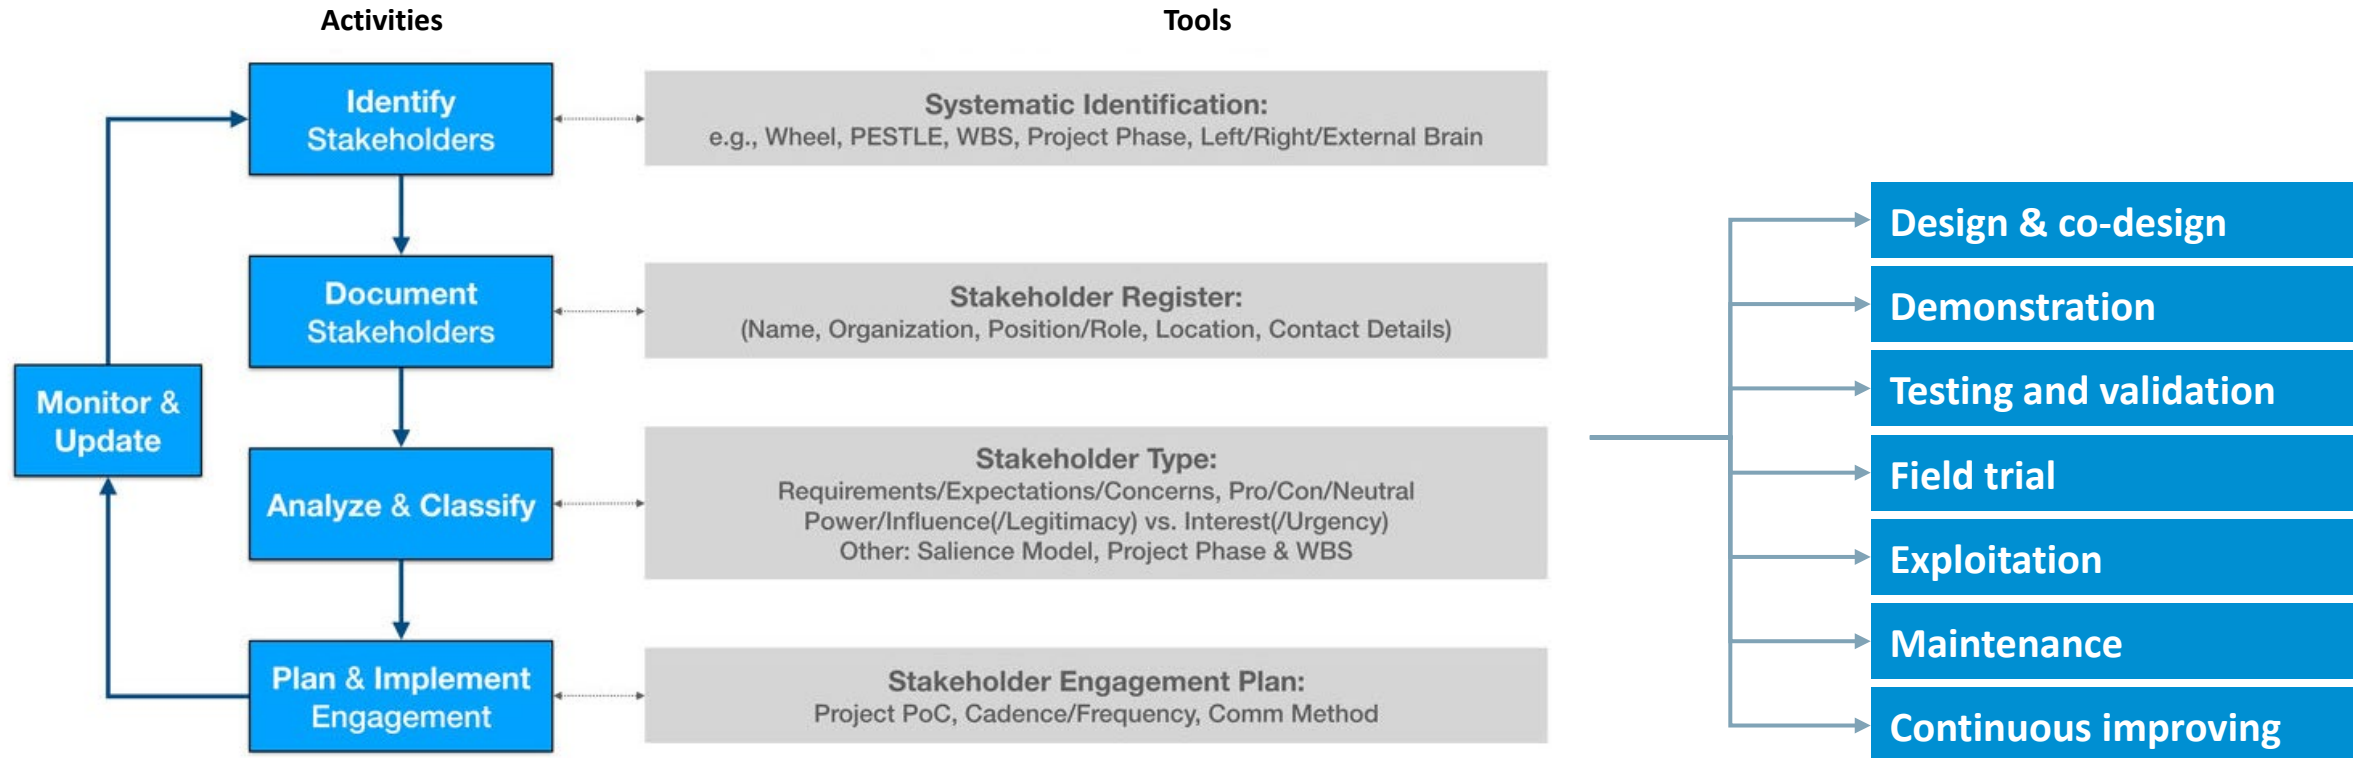 Activities
Tools
Identify
Stakeholders
Systematic Identification:
e.g., Wheel, PESTLE, WBS, Project Phase, Left/Right/External Brain
Document
Stakeholders
Stakeholder Register:
(Name, Organization, Position/Role, Location, Contact Details)
Monitor &
Update
Analyze & Classify
Stakeholder Type:
Requirements/Expectations/Concerns, Pro/Con/Neutral
Power/Influence(/Legitimacy) vs. Interest(/Urgency)
Other: Salience Model, Project Phase & WBS
Plan & Implement
Engagement
Stakeholder Engagement Plan:
Project PoC, Cadence/Frequency, Comm Method
Design & co-design
Demonstration
Testing and validation
Field trial
Exploitation
Maintenance
Continuous improving